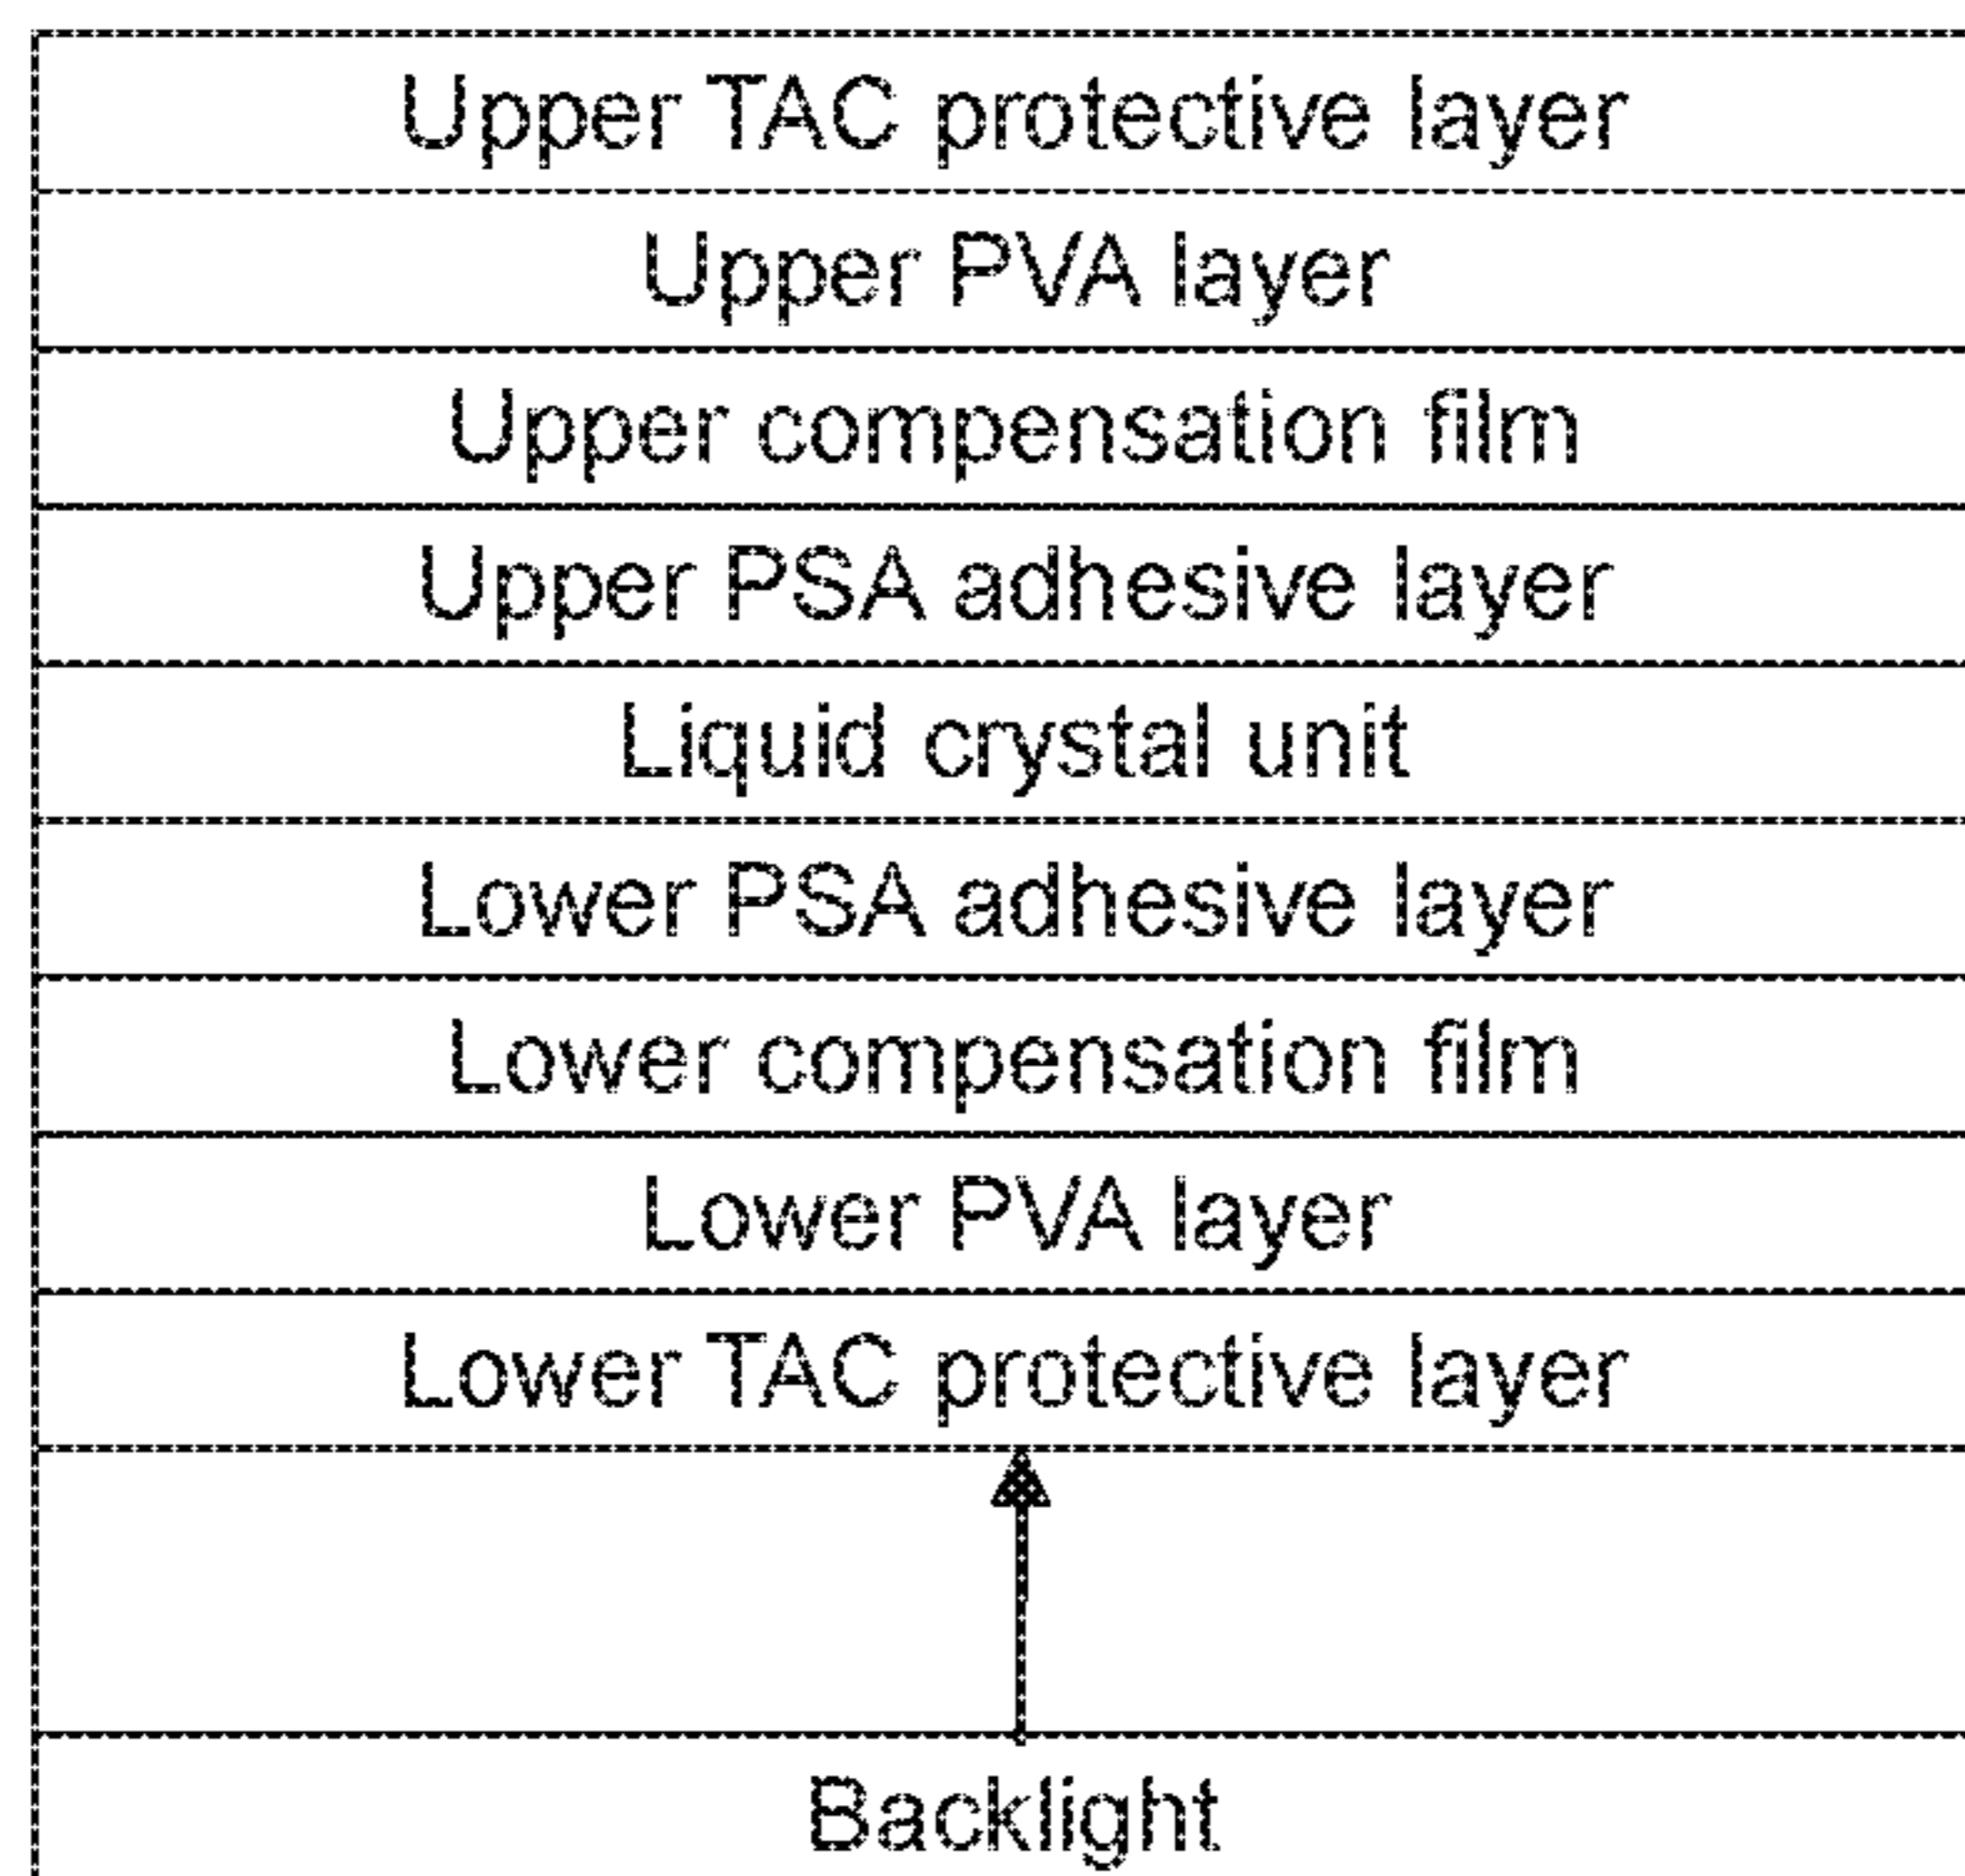 Upper TAC protective layer
Upper PVA layer
Upper compensation film
Upper PSA adhesive layer
Liquid crystal unit
Lower PSA adhesive layer
Lower compensation film
Lower PVA layer
Lower TAC protective layer
Backlight